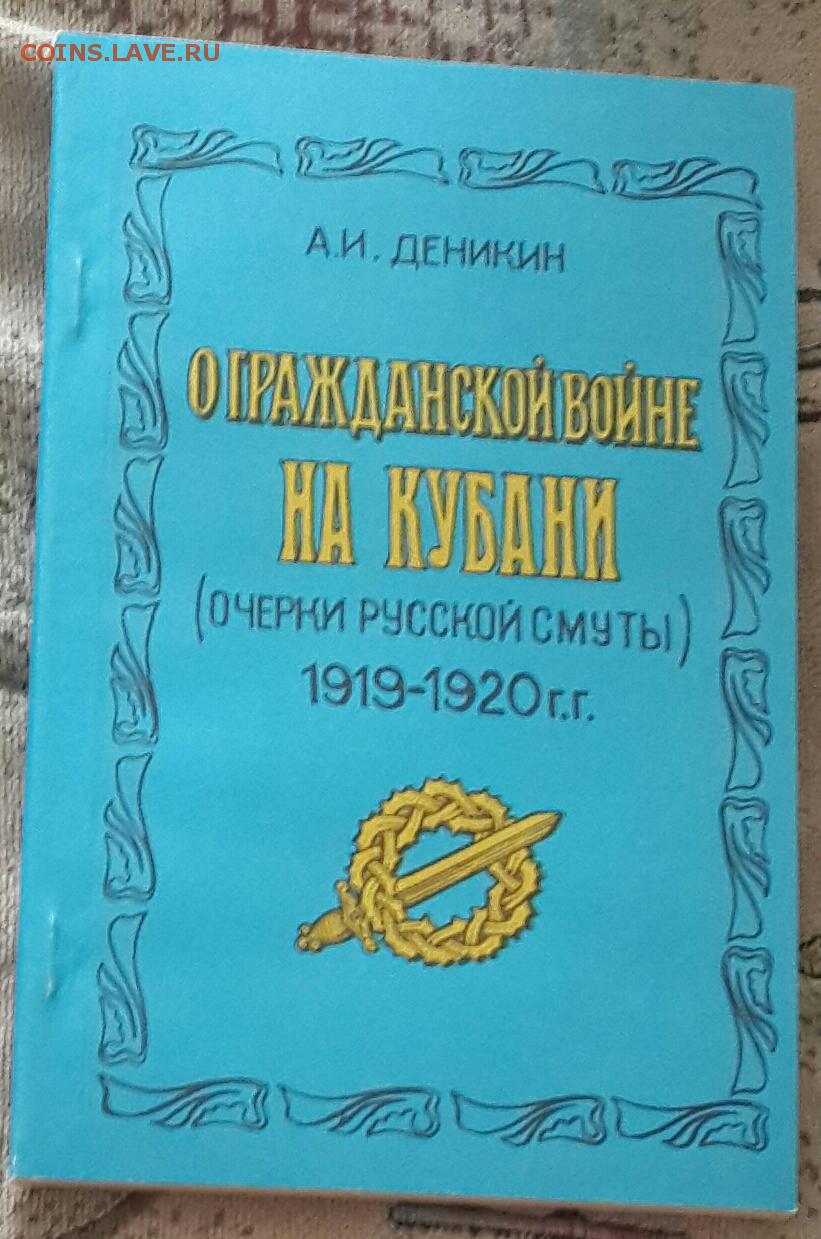 COINS.LAVE.RU
А.И. ДЕНИКИН
О ГРАЖДАНСКОЙ ВОЙНЕ
НА КУБАНИ
(ОЧЕРКИ РУССКОЙ СМУТЫ)
1919-1920 г.г.